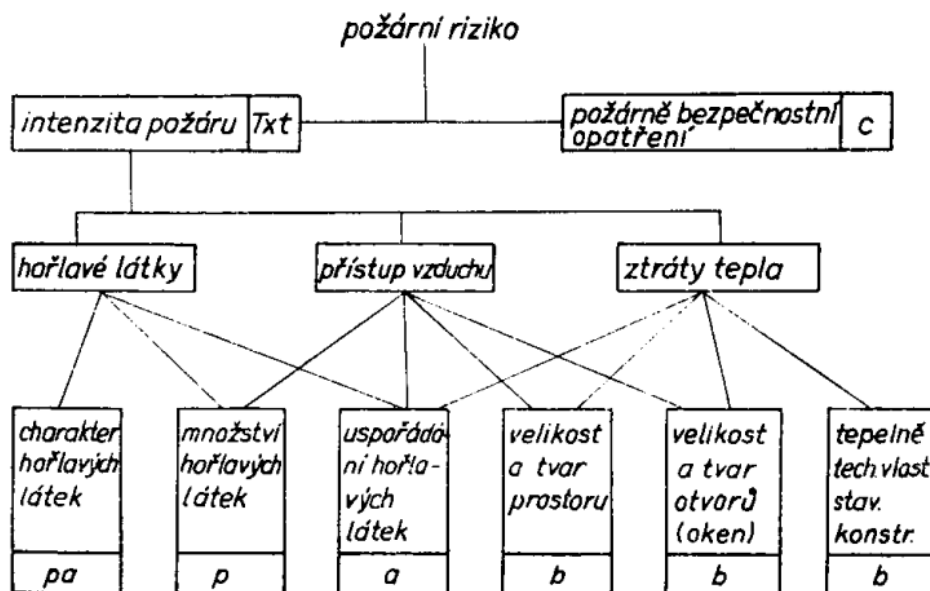 požární riziko
intenzita požáru Txt
požárně bezpečnostní
opatření
c
hořlavé látky
přístup vzduchu
ztráty tepla
charakter
hořlavých
látek
pa
množství
hořlavých
látek
p
uspořádá-
ní hořla-
vých
látek
a
velikost
a tvar
prostoru
b
velikost
a tvar
otvorů
(oken)
b
tepelně
tech. vlast.
stav.
konstr.
b